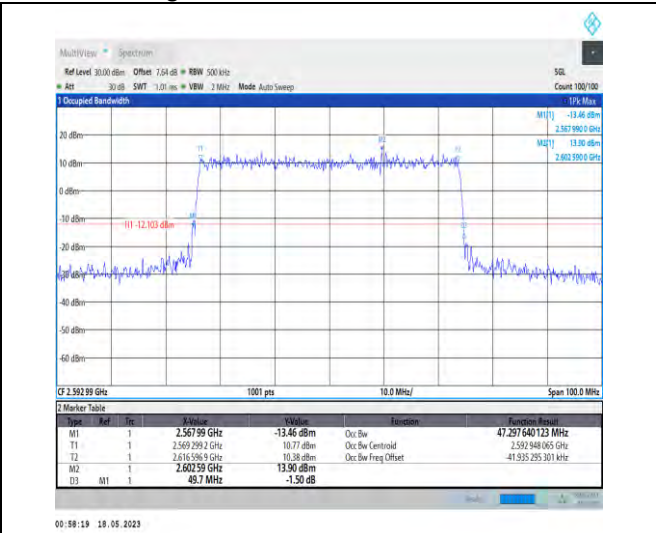 MultiView Spectrum
Ref Level 30.00 dBm Offset 7.64 dB RBW 500 kHz SGL
Att 30 dB SWT 1.01 ms VBW 2 MHz Mode Auto Sweep Count 100/100
1 Occupied Bandwidth 1Pk Max
M1[1] -13.46 dBm
2.567 990 0 GHz
M2[1] 13.90 dBm
2.602 590 0 GHz
20 dBm
M2
T1
10 dBm
0 dBm
-10 dBm
H1 -12.103 dBm
-20 dBm
-40 dBm
-50 dBm
-60 dBm
CF 2.592 99 GHz 1001 pts 10.0 MHz/ Span 100.0 MHz
2 Marker Table
Type Ref Trc X-Value Y-Value Function Function Result
M1 1 2.567 99 GHz -13.46 dBm Occ Bw 47.297 640 123 MHz
T1 1 2.569 299 2 GHz 10.77 dBm Occ Bw Centroid 2.592 948 065 GHz
T2 1 2.616 596 9 GHz 10.38 dBm Occ Bw Freq Offset -41.935 295 301 kHz
M2 1 2.602 59 GHz 13.90 dBm
D3 M1 1 49.7 MHz -1.50 dB
00:58:19 18.05.2023